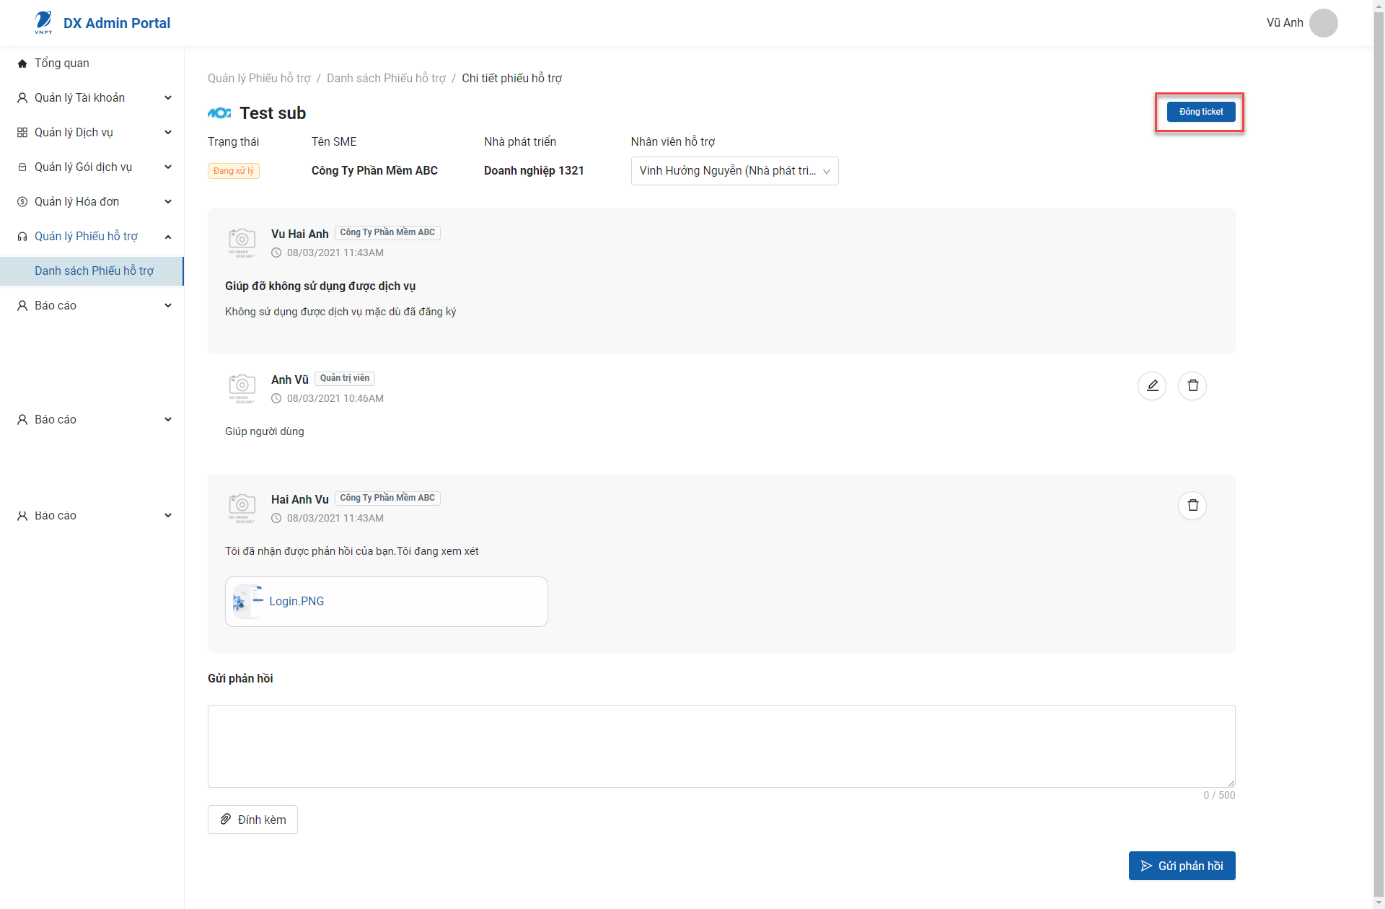 VNPT
DX Admin Portal
Vũ Anh
Tổng quan
Quản lý Tài khoản
Quản lý Dịch vụ
Quản lý Gói dịch vụ
Quản lý Hóa đơn
Quản lý Phiếu hỗ trợ
Danh sách Phiếu hỗ trợ
Báo cáo
Báo cáo
Báo cáo
Quản lý Phiếu hỗ trợ / Danh sách Phiếu hỗ trợ / Chi tiết phiếu hỗ trợ
Test sub
Đóng ticket
Trạng thái Tên SME Nhà phát triển Nhân viên hỗ trợ
Đang xử lý Công Ty Phần Mềm ABC Doanh nghiệp 1321 Vinh Hưởng Nguyễn (Nhà phát tri...
Vu Hai Anh Công Ty Phần Mềm ABC
08/03/2021 11:43AM
Giúp đỡ không sử dụng được dịch vụ
Không sử dụng được dịch vụ mặc dù đã đăng ký
Anh Vũ Quản trị viên
08/03/2021 10:46AM
Giúp người dùng
Hai Anh Vu Công Ty Phần Mềm ABC
08/03/2021 11:43AM
Tôi đã nhận được phản hồi của bạn.Tôi đang xem xét
Login.PNG
Gửi phản hồi
0 / 500
Đính kèm
Gửi phản hồi